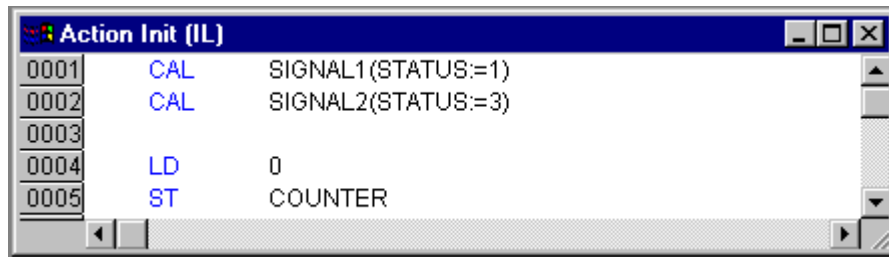 Action Init (IL)
0001 CAL SIGNAL1(STATUS:=1)
0002 CAL SIGNAL2(STATUS:=3)
0003
0004 LD 0
0005 ST COUNTER